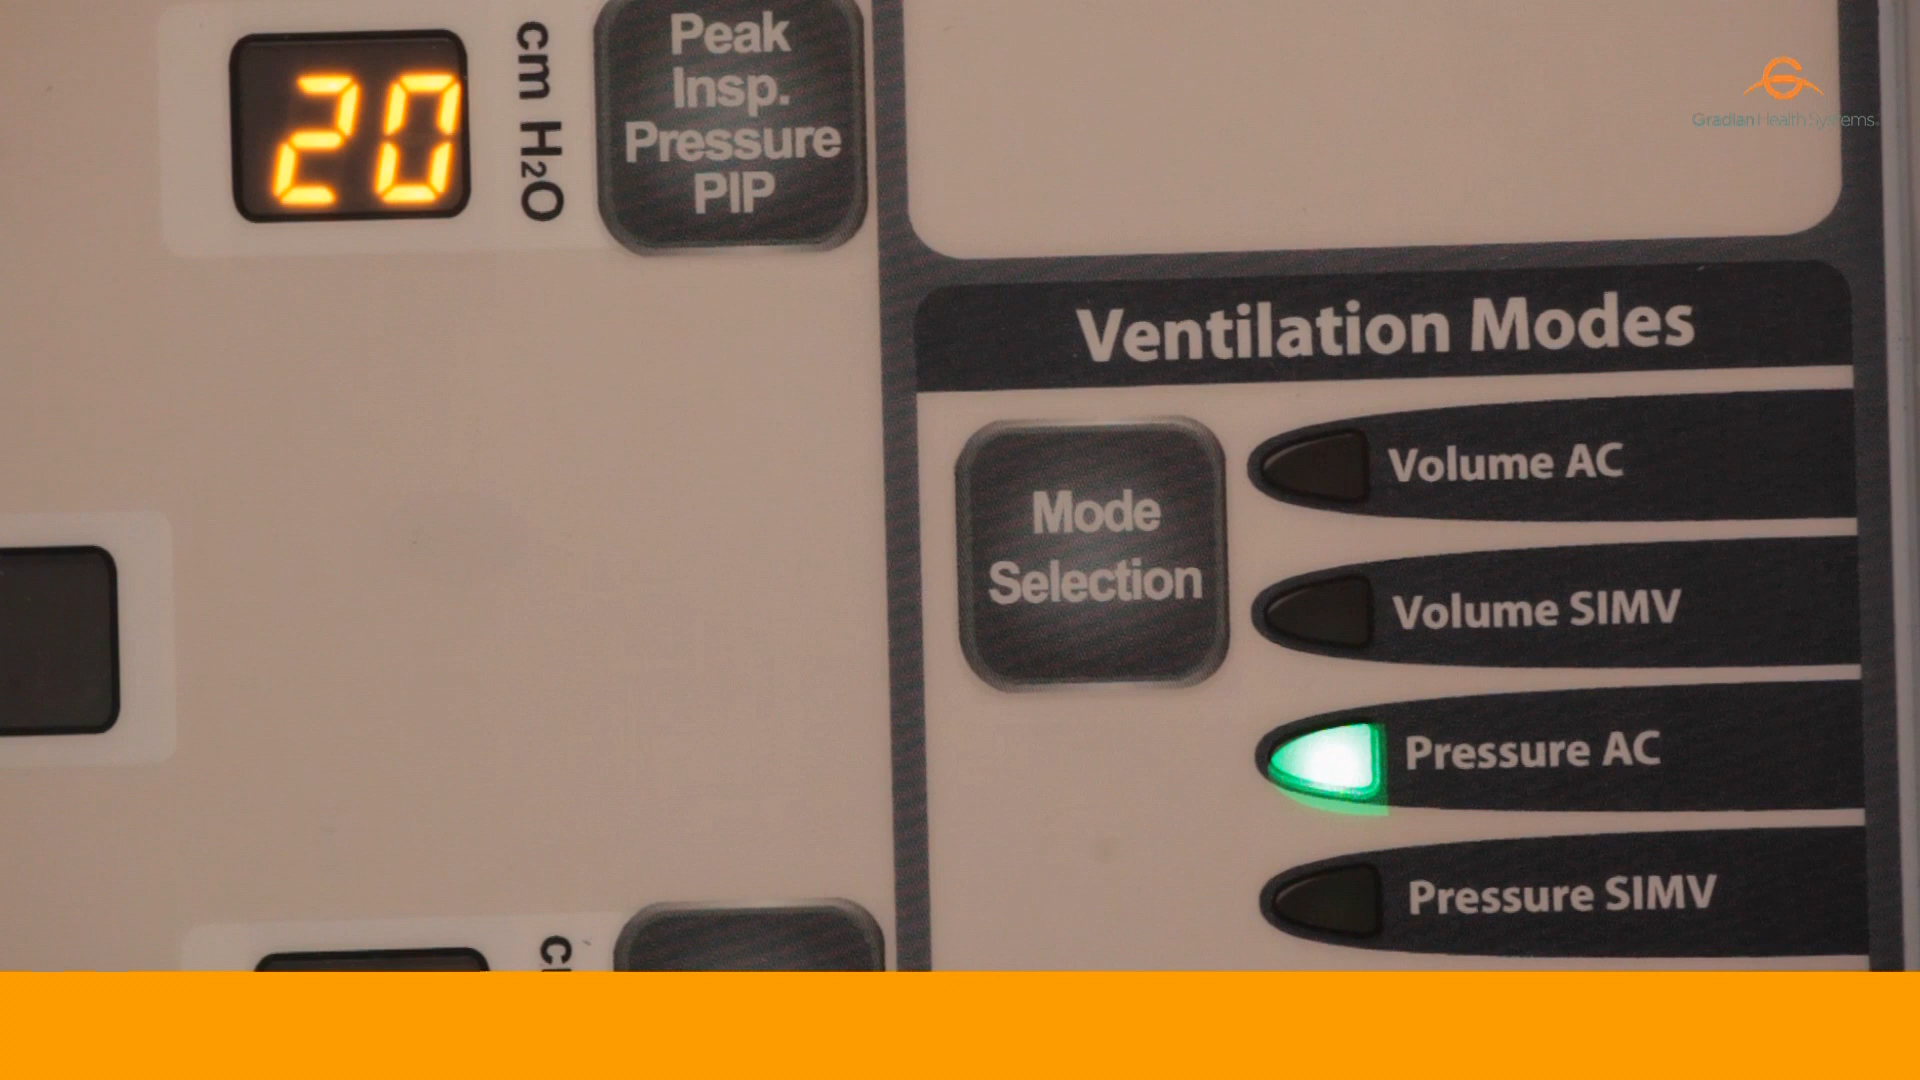 20
cm H₂O
Peak
Insp.
Pressure
PIP
Gradian Health Systems
Ventilation Modes
Mode
Selection
Volume AC
Volume SIMV
Pressure AC
Pressure SIMV